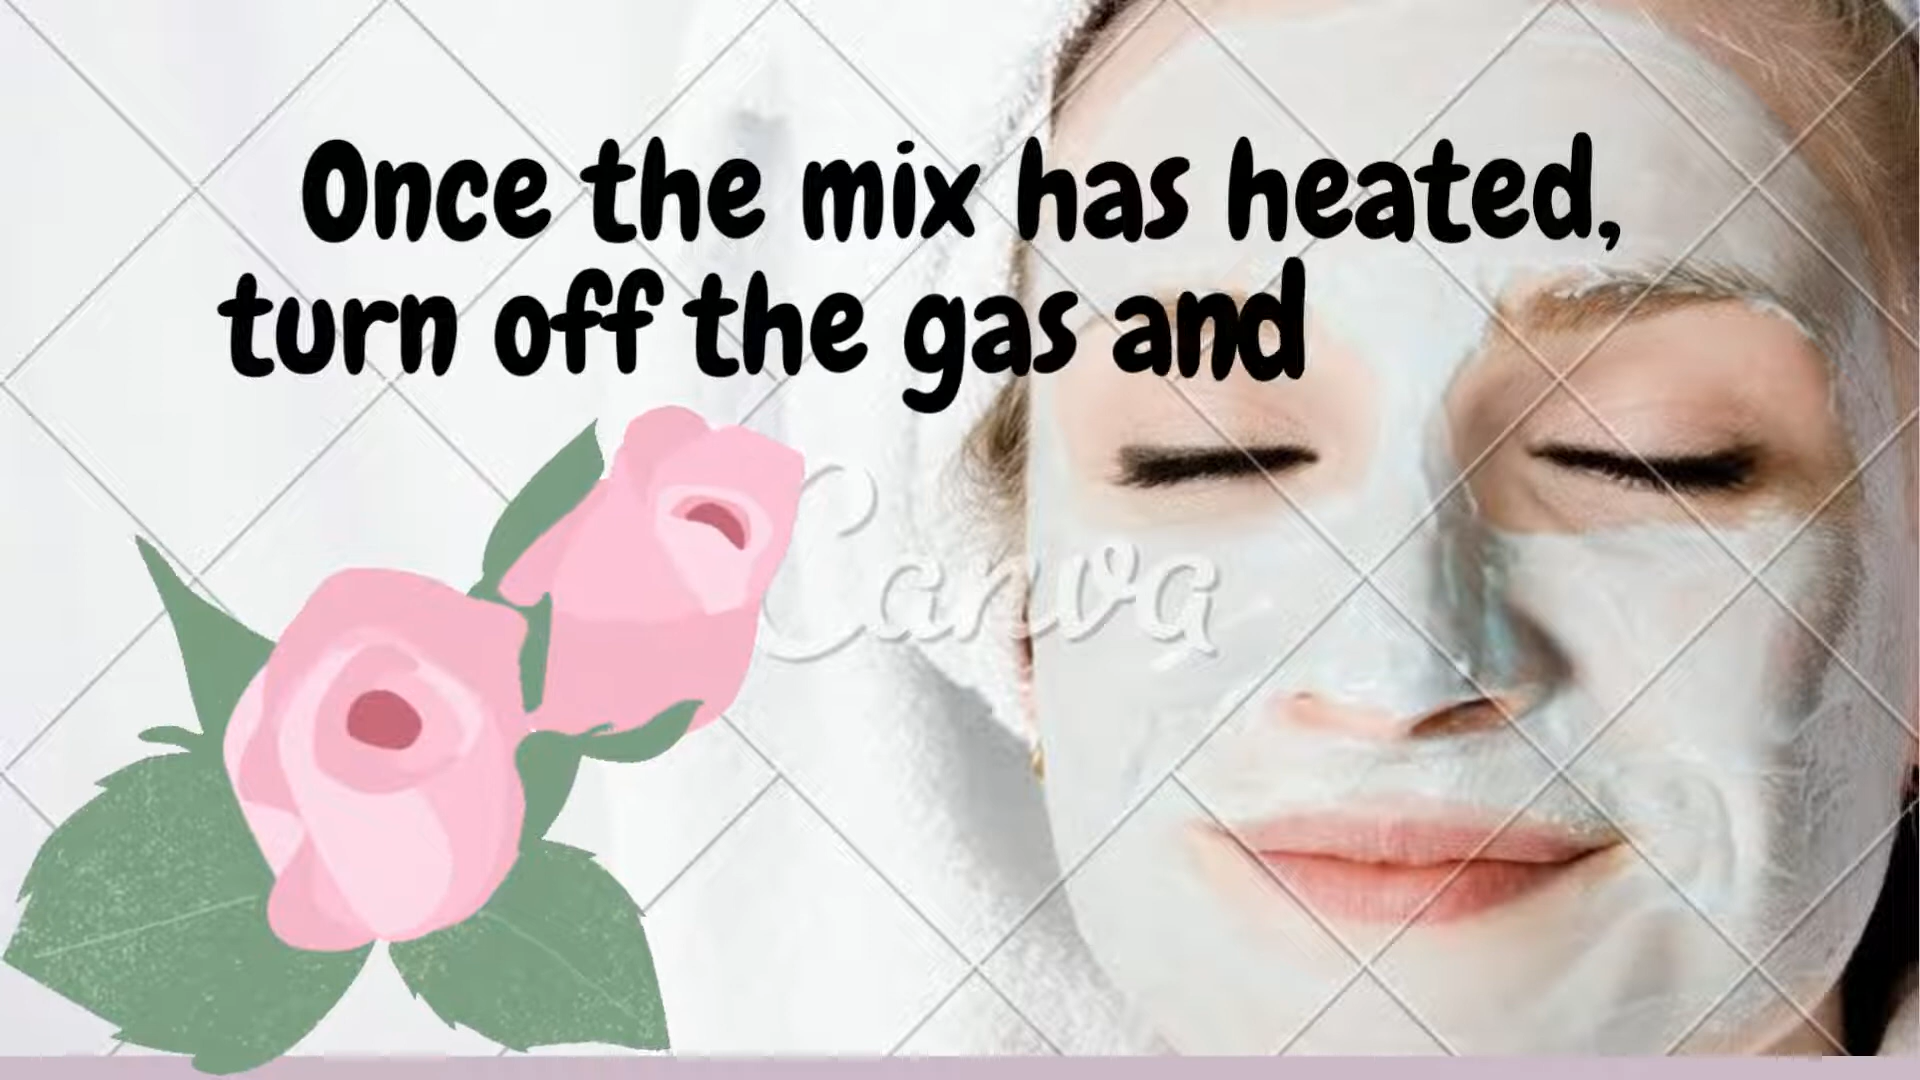 Once the mix has heated,
turn off the gas and
Canva